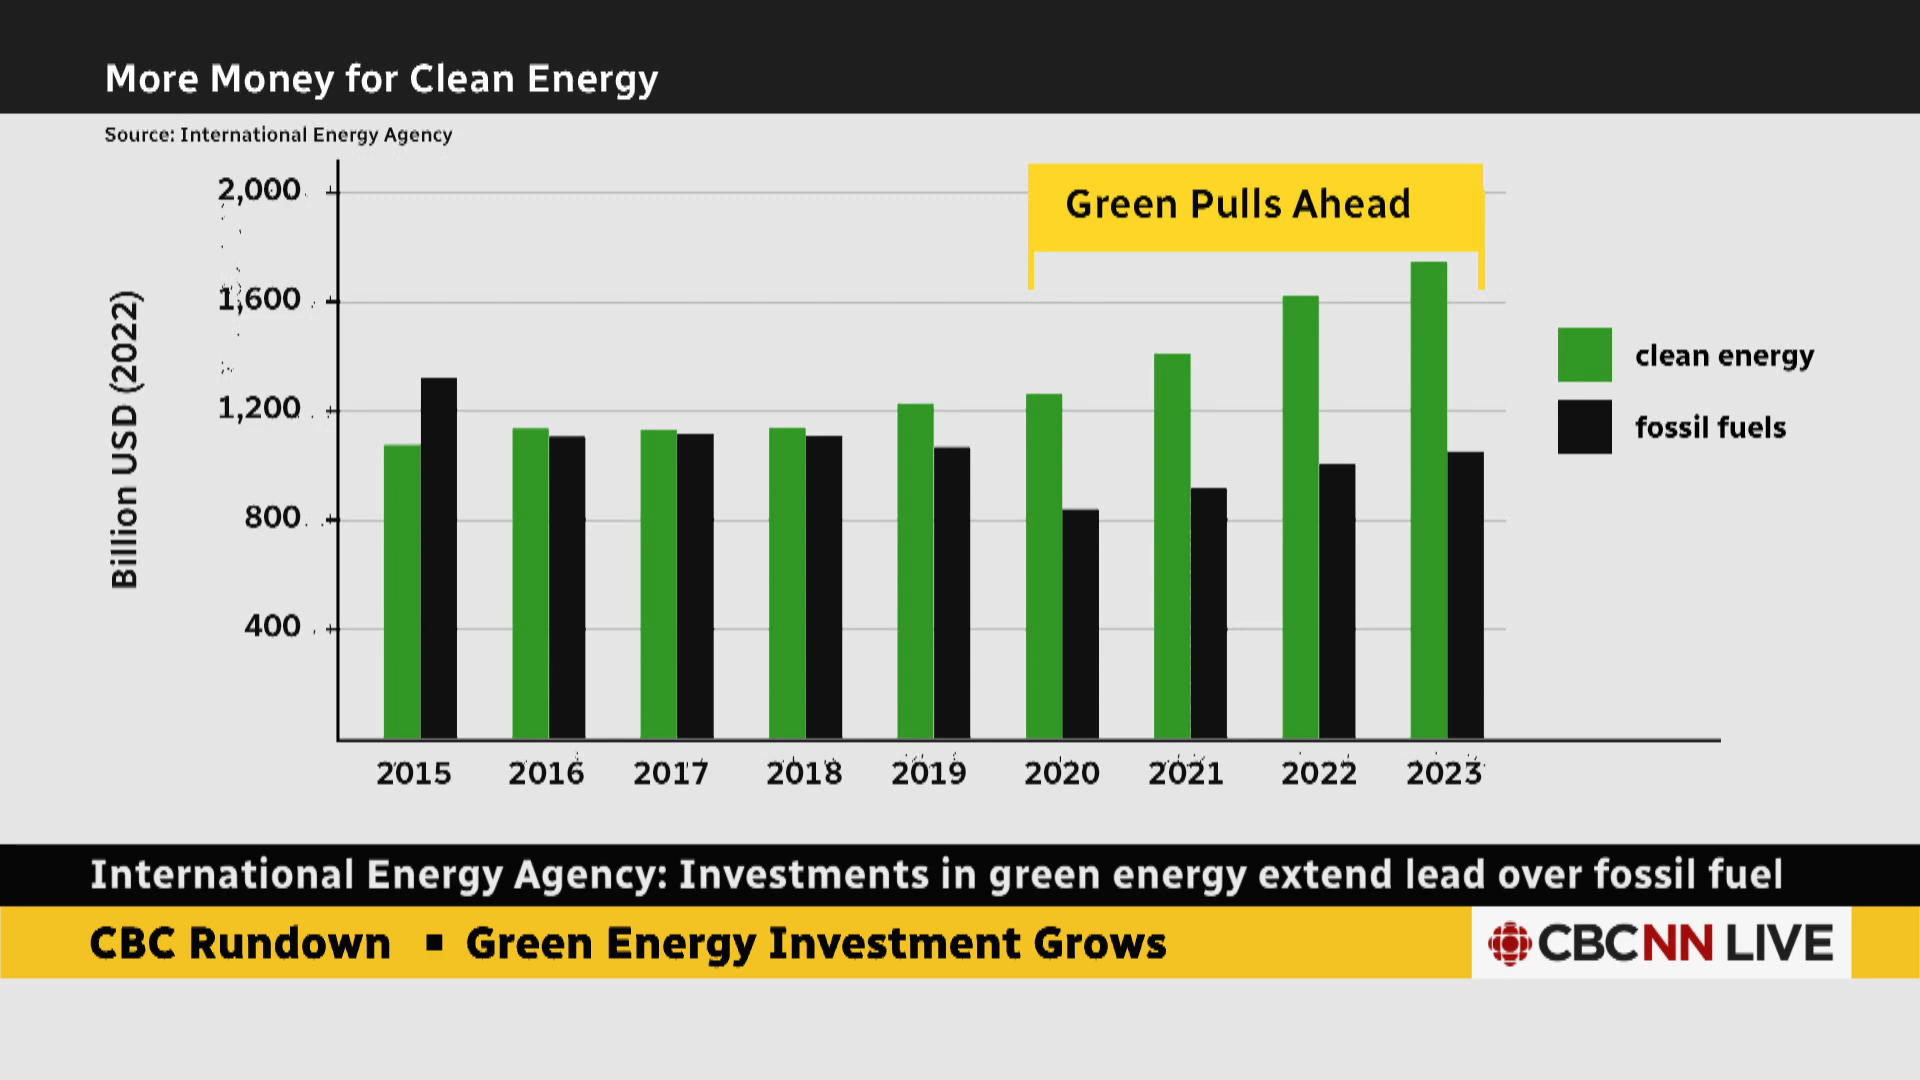 More Money for Clean Energy
Source: International Energy Agency
Green Pulls Ahead
Billion USD (2022)
2,000
1,600
1,200
800
400
clean energy
fossil fuels
2015 2016 2017 2018 2019 2020 2021 2022 2023
International Energy Agency: Investments in green energy extend lead over fossil fuel
CBC Rundown ▪ Green Energy Investment Grows
CBCNN LIVE